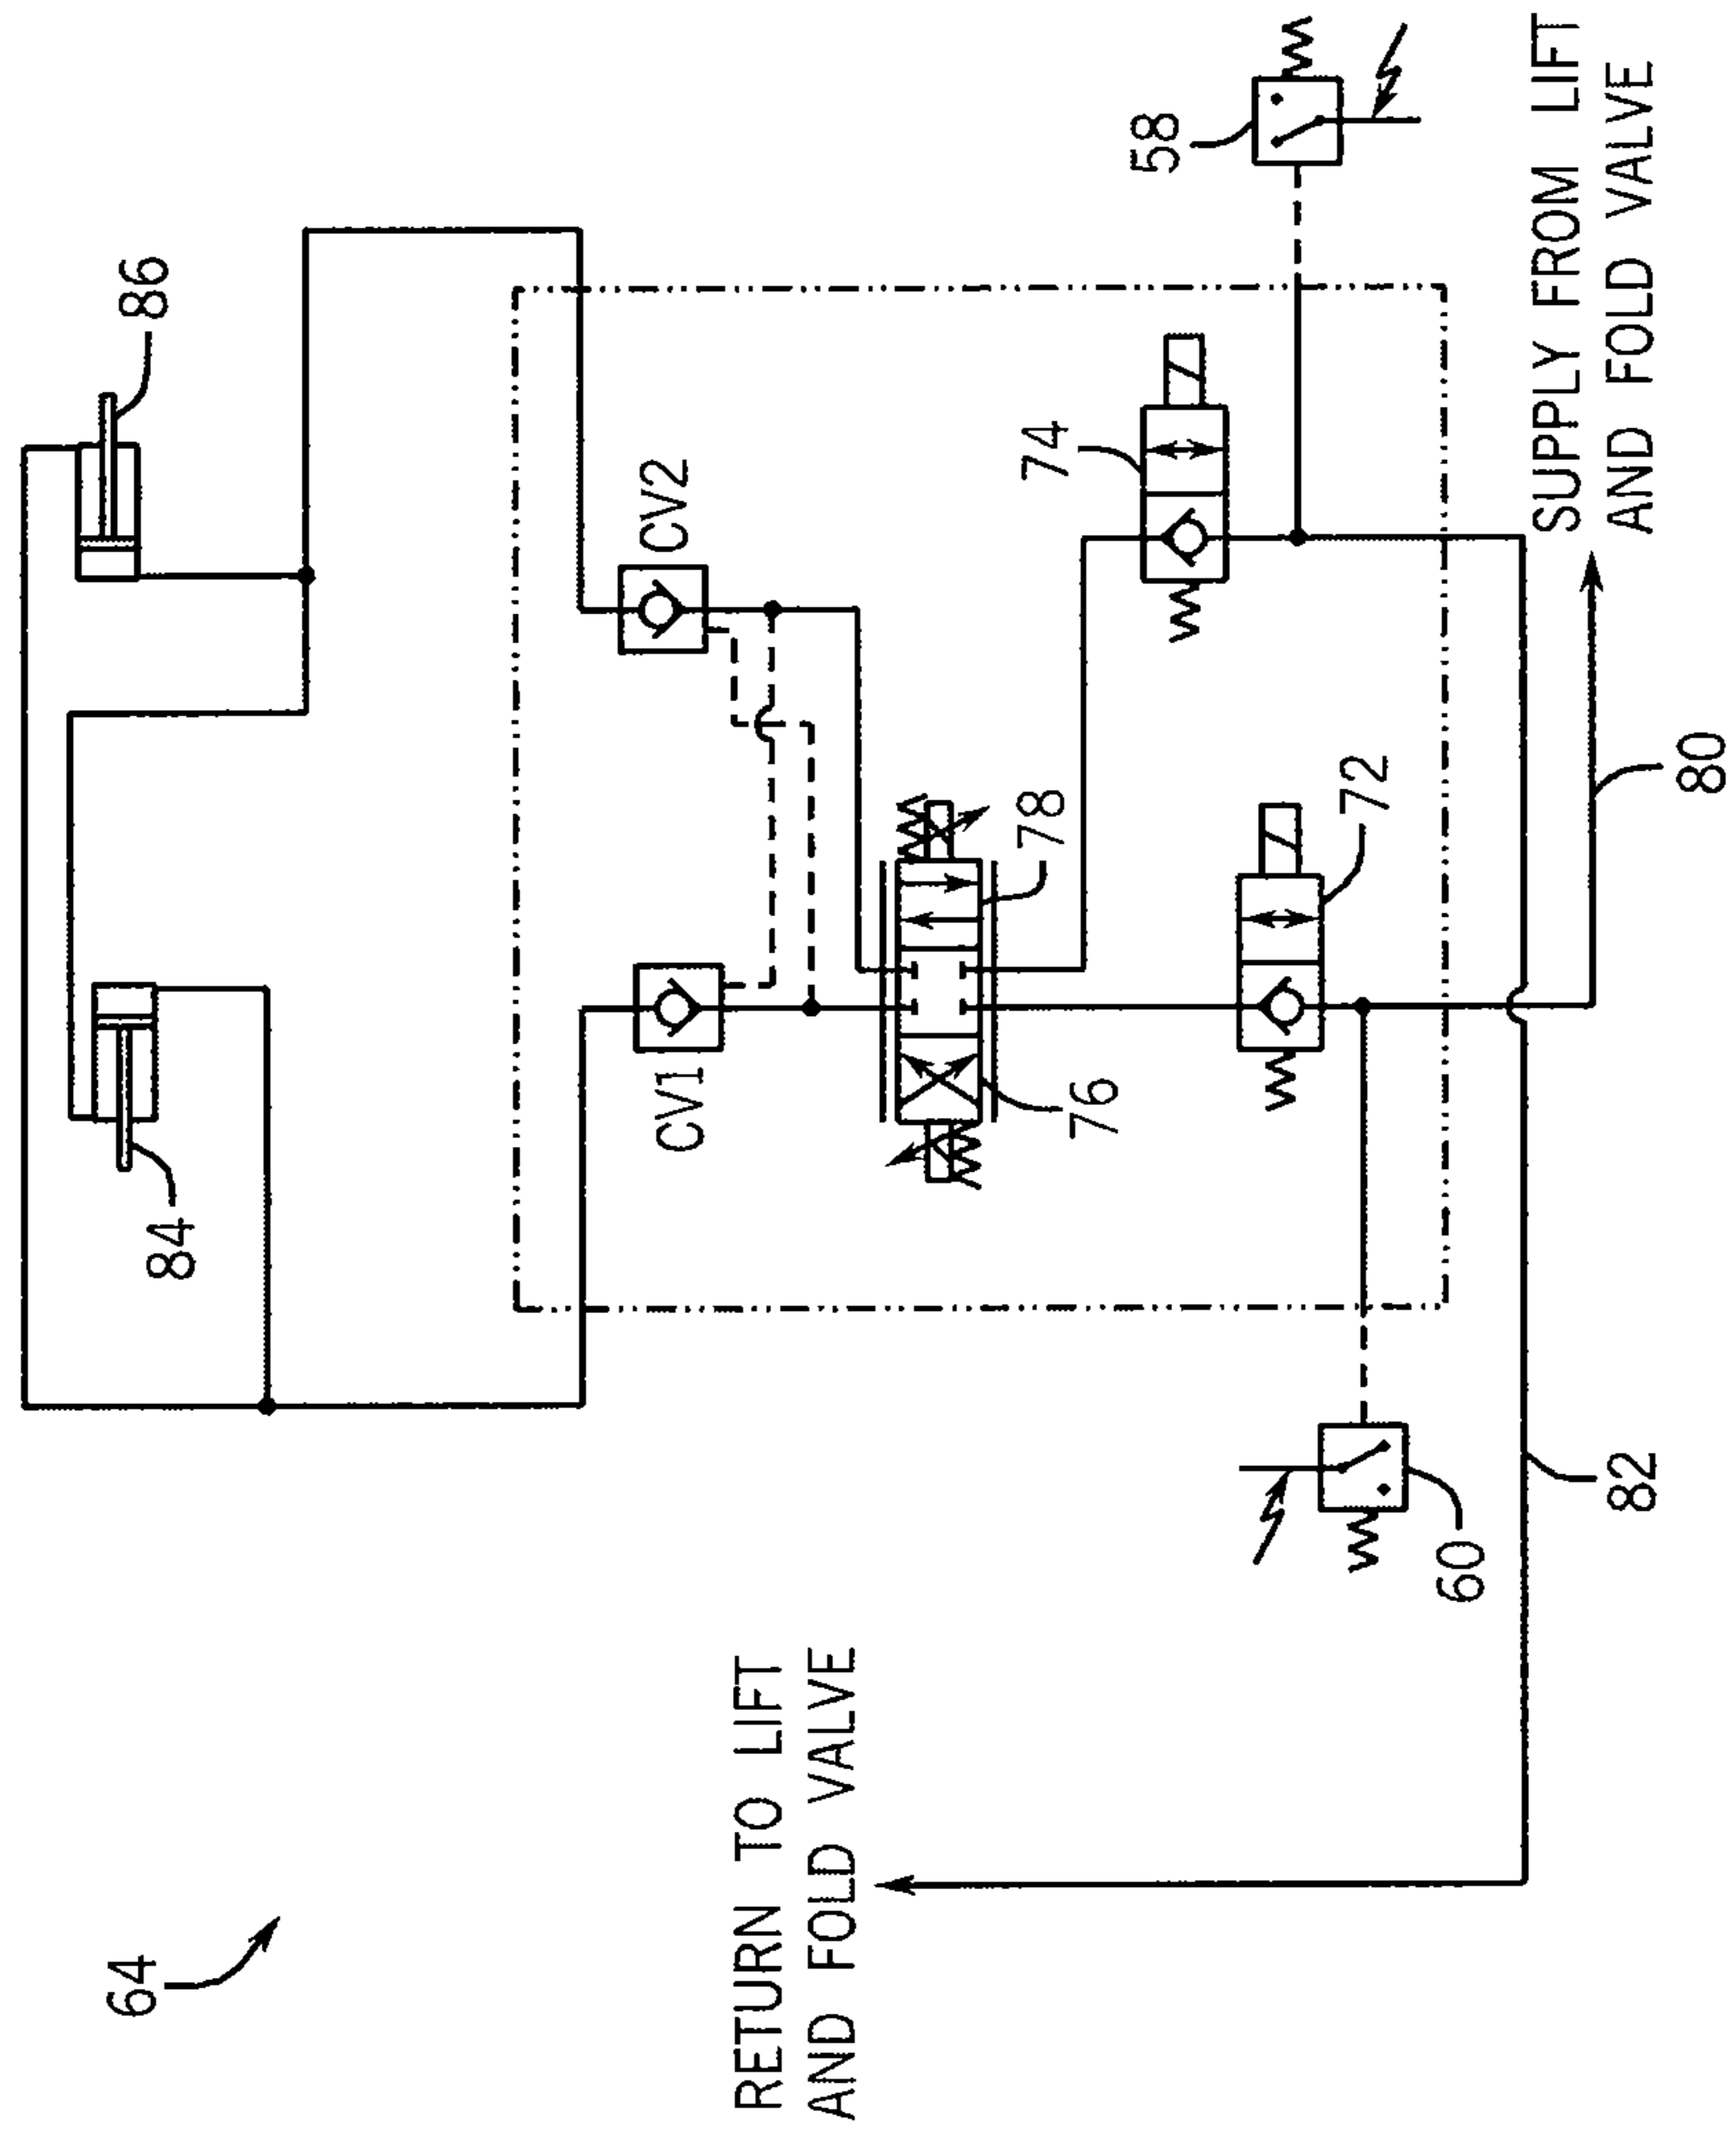 64
84
86
CV1
CV2
76
78
72
74
58
60
80
82
RETURN TO LIFT
AND FOLD VALVE
SUPPLY FROM LIFT
AND FOLD VALVE